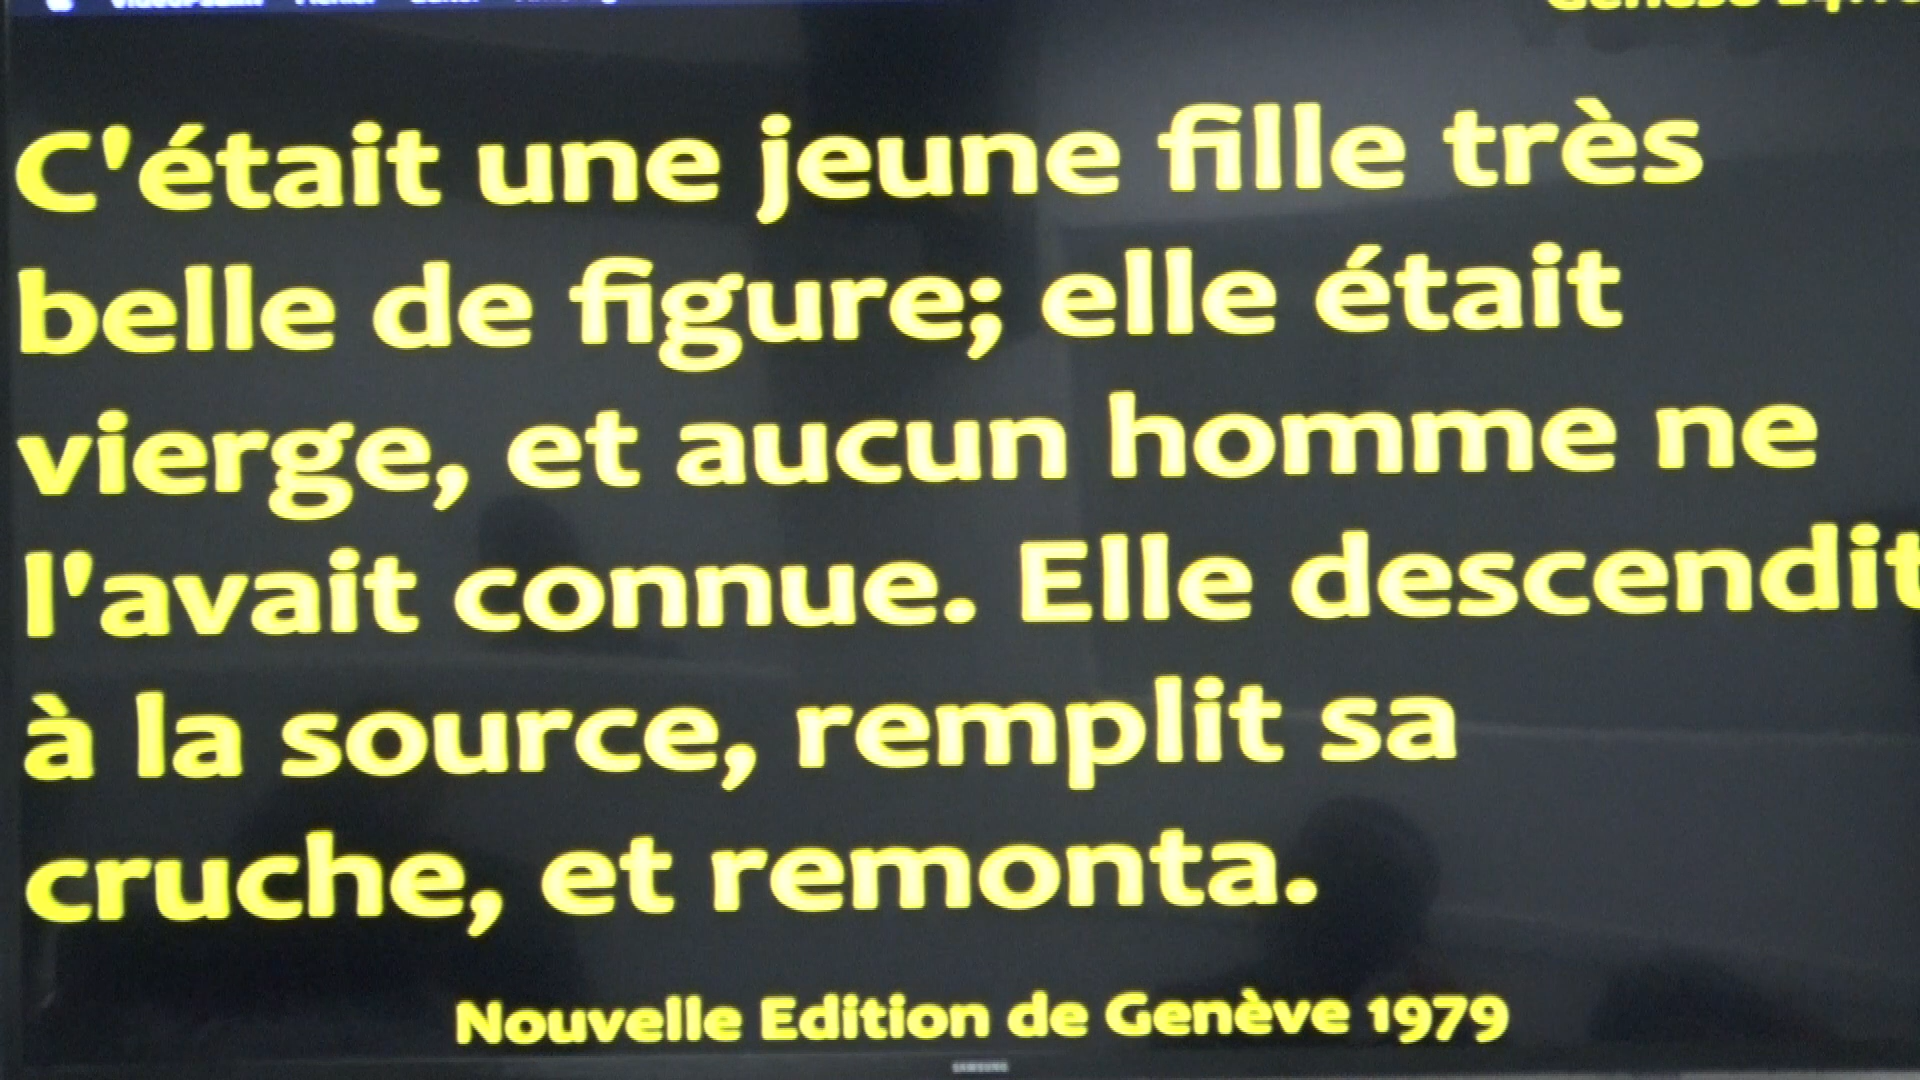 C'était une jeune fille très
belle de figure; elle était
vierge, et aucun homme ne
l'avait connue. Elle descendit
à la source, remplit sa
cruche, et remonta.
Nouvelle Edition de Genève 1979
SAMSUNG